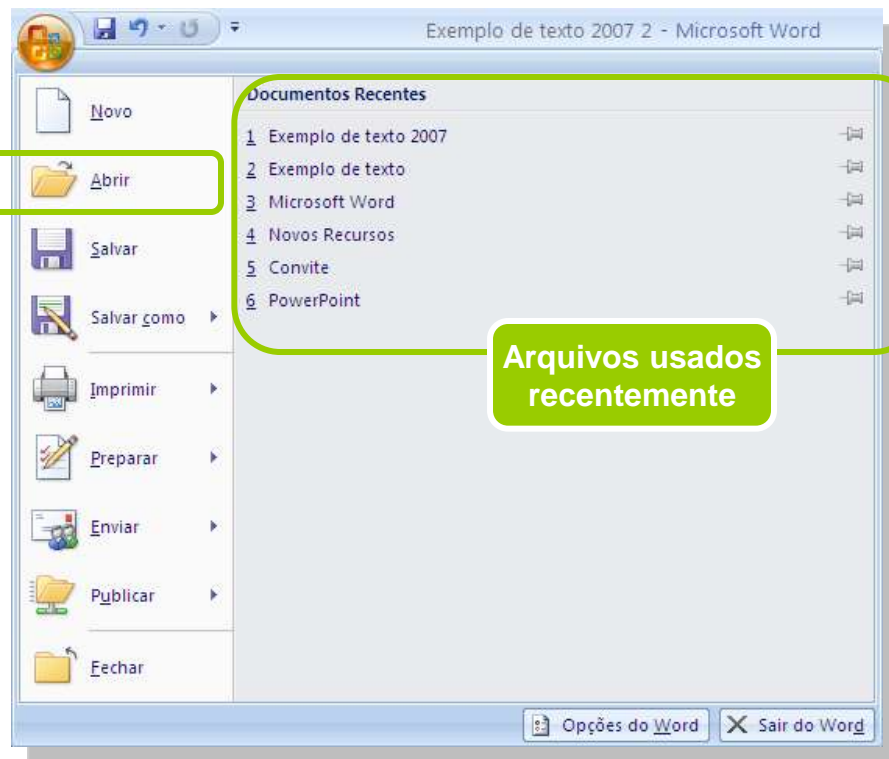 Exemplo de texto 2007 2 - Microsoft Word
Novo
Abrir
Salvar
Salvar como
Imprimir
Preparar
Enviar
Publicar
Fechar
Documentos Recentes
1 Exemplo de texto 2007
2 Exemplo de texto
3 Microsoft Word
4 Novos Recursos
5 Convite
6 PowerPoint
Arquivos usados
recentemente
Opções do Word
Sair do Word